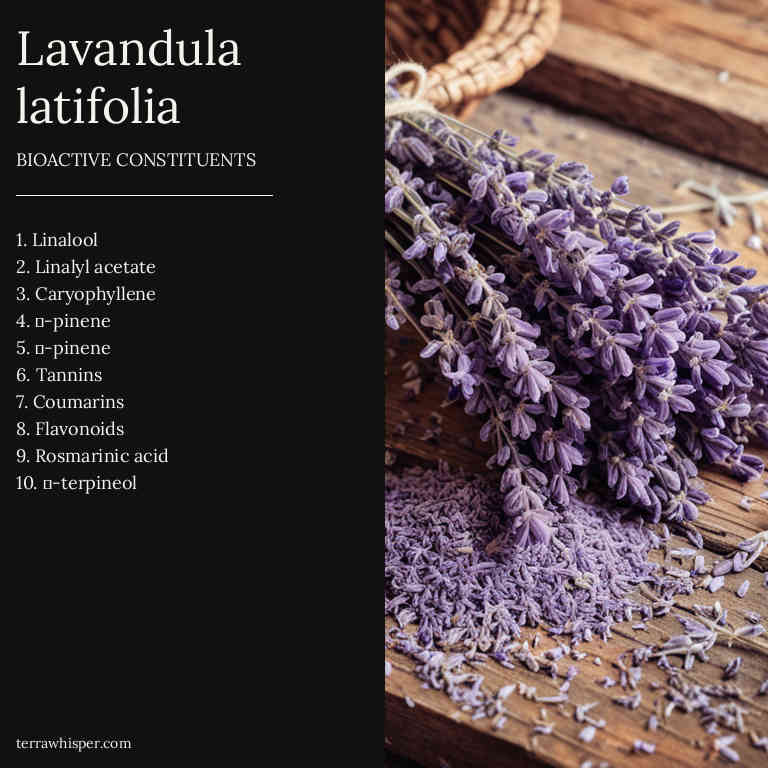 Lavandula
latifolia
BIOACTIVE CONSTITUENTS
1. Linalool
2. Linalyl acetate
3. Caryophyllene
4. □-pinene
5. □-pinene
6. Tannins
7. Coumarins
8. Flavonoids
9. Rosmarinic acid
10. □-terpineol
terrawhisper.com